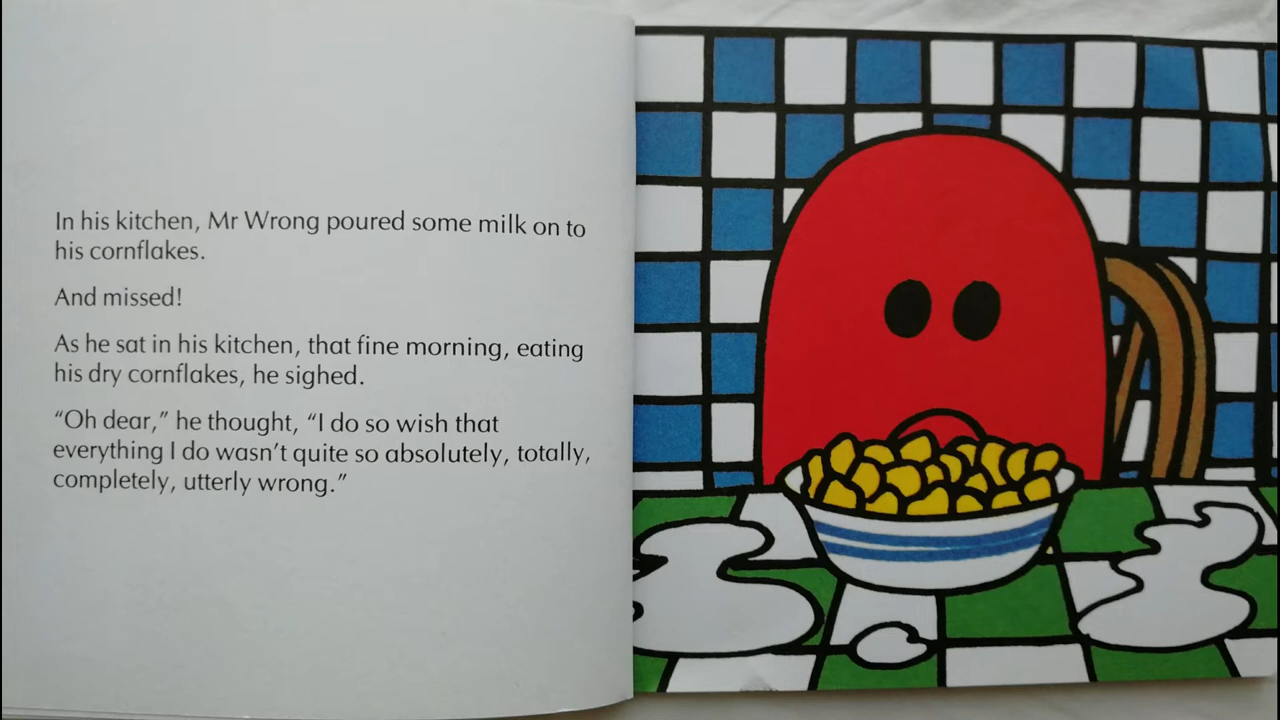 In his kitchen, Mr Wrong poured some milk on to
his cornflakes.
And missed!
As he sat in his kitchen, that fine morning, eating
his dry cornflakes, he sighed.
“Oh dear,” he thought, “I do so wish that
everything I do wasn’t quite so absolutely, totally,
completely, utterly wrong.”